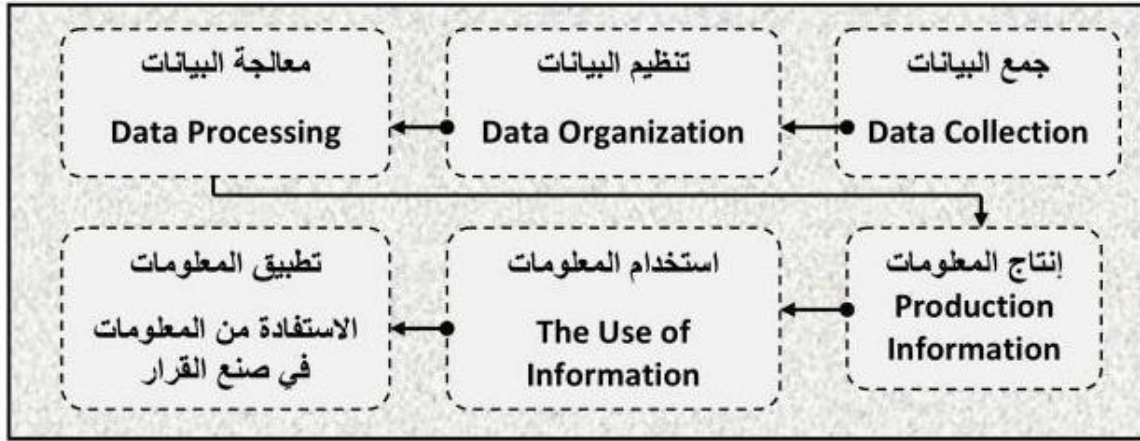 جمع البيانات
Data Collection
تنظيم البيانات
Data Organization
معالجة البيانات
Data Processing
إنتاج المعلومات
Production
Information
استخدام المعلومات
The Use of
Information
تطبيق المعلومات
الاستفادة من المعلومات
في صنع القرار